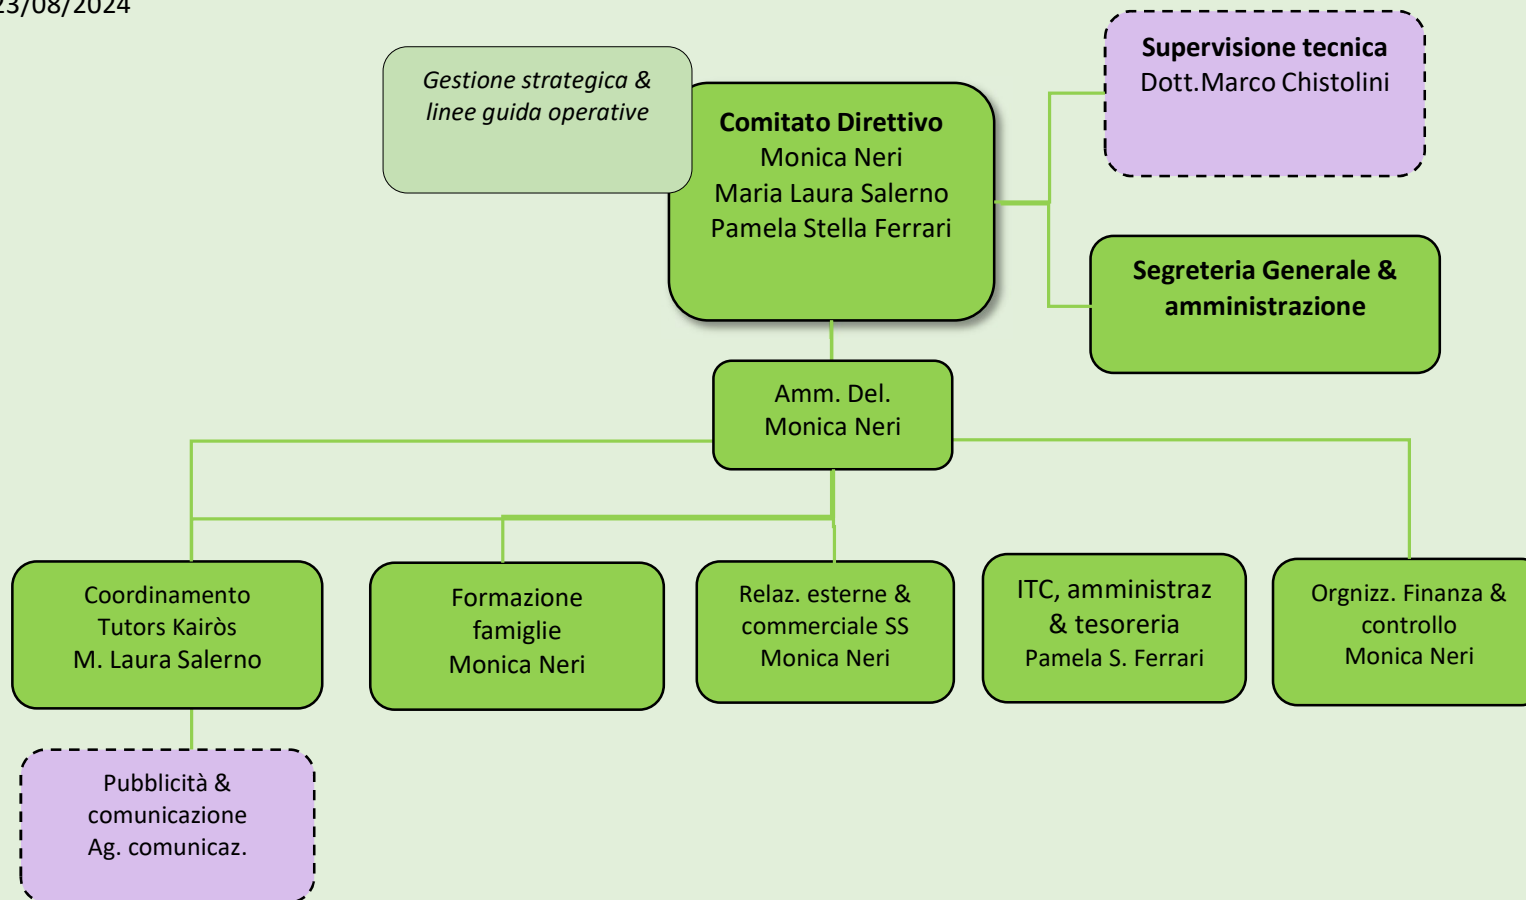 23/08/2024
Gestione strategica &
linee guida operative
Comitato Direttivo
Monica Neri
Maria Laura Salerno
Pamela Stella Ferrari
Supervisione tecnica
Dott.Marco Chistolini
Segreteria Generale &
amministrazione
Amm. Del.
Monica Neri
Coordinamento
Tutors Kairòs
M. Laura Salerno
Formazione
famiglie
Monica Neri
Relaz. esterne &
commerciale SS
Monica Neri
ITC, amministraz
& tesoreria
Pamela S. Ferrari
Orgnizz. Finanza &
controllo
Monica Neri
Pubblicità &
comunicazione
Ag. comunicaz.